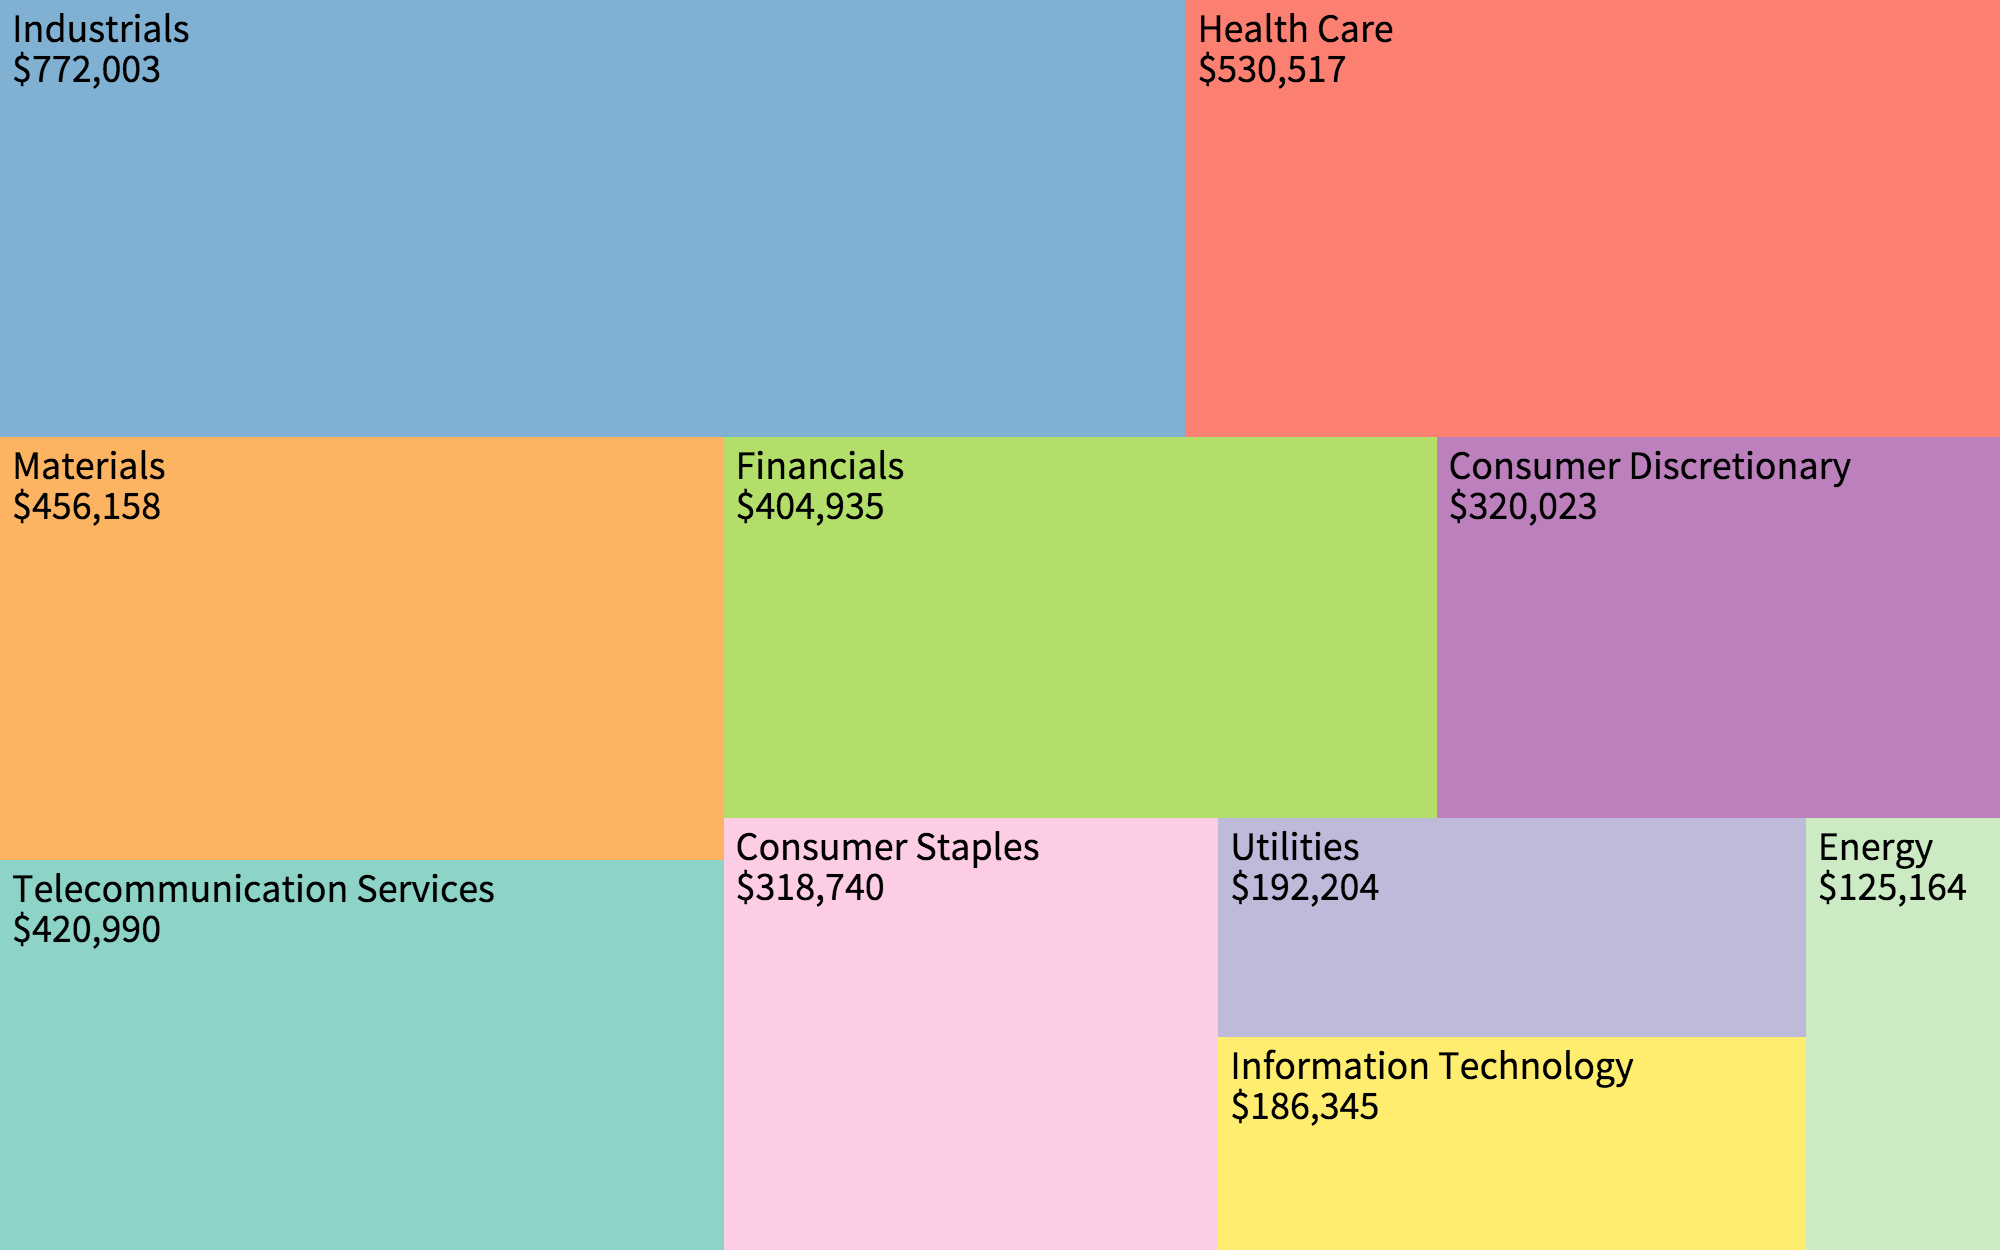 Industrials
$772,003
Health Care
$530,517
Materials
$456,158
Financials
$404,935
Consumer Discretionary
$320,023
Telecommunication Services
$420,990
Consumer Staples
$318,740
Utilities
$192,204
Energy
$125,164
Information Technology
$186,345